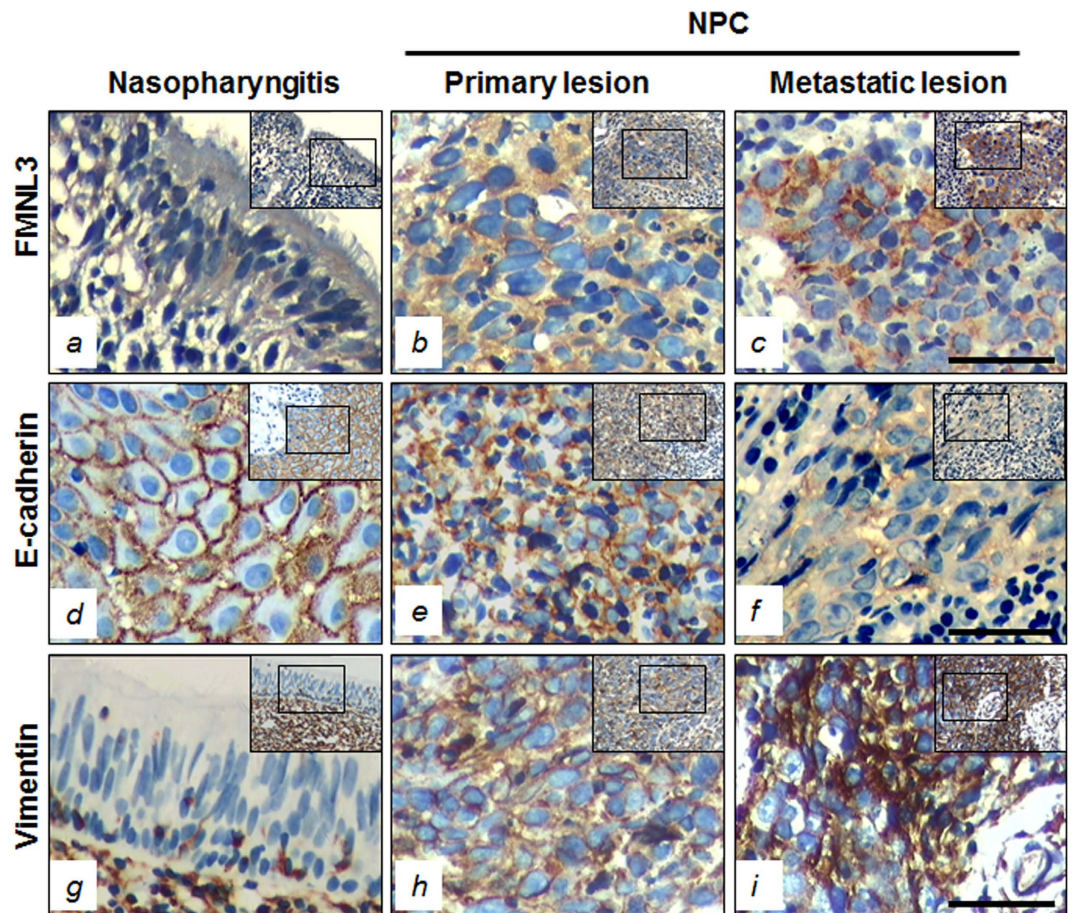 NPC
Nasopharyngitis Primary lesion Metastatic lesion
FMNL3
a b c
E-cadherin
d e f
Vimentin
g h i